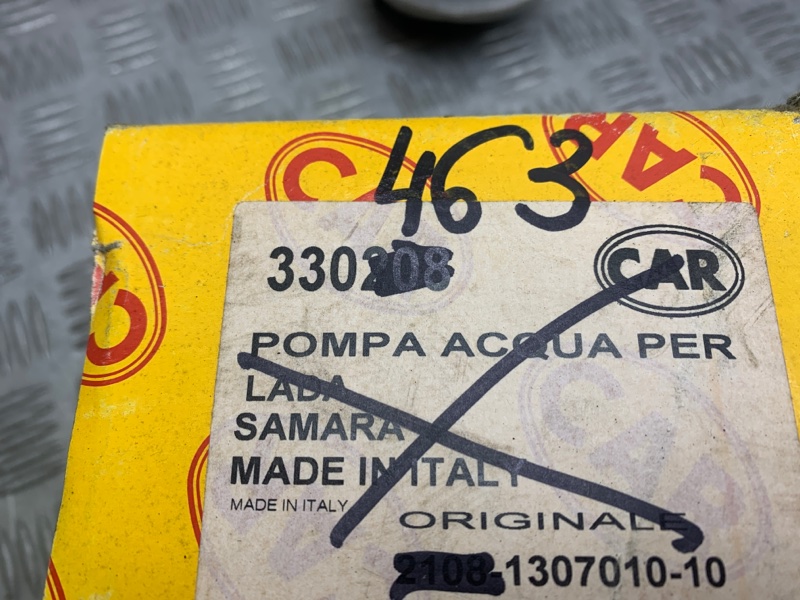 463
330208
CAR
POMPA ACQUA PER
LADA
SAMARA
MADE IN ITALY
MADE IN ITALY
ORIGINALE
2108-1307010-10